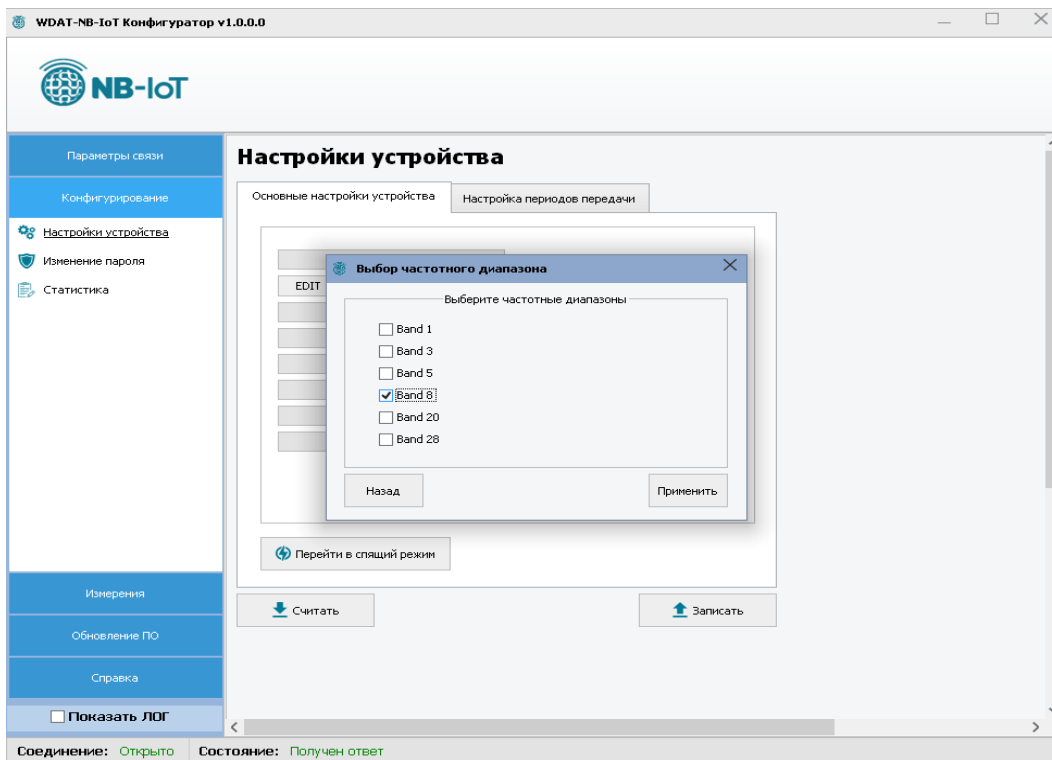 WDAT-NB-IoT Конфигуратор v1.0.0.0
NB-IoT
Параметры связи
Конфигурирование
Настройки устройства
Изменение пароля
Статистика
Измерения
Обновление ПО
Справка
Показать ЛОГ
Настройки устройства
Основные настройки устройства
Настройка периодов передачи
EDIT
Выбор частотного диапазона
Выберите частотные диапазоны
Band 1
Band 3
Band 5
Band 8
Band 20
Band 28
Назад
Применить
Перейти в спящий режим
Считать
Записать
Соединение: Открыто Состояние: Получен ответ